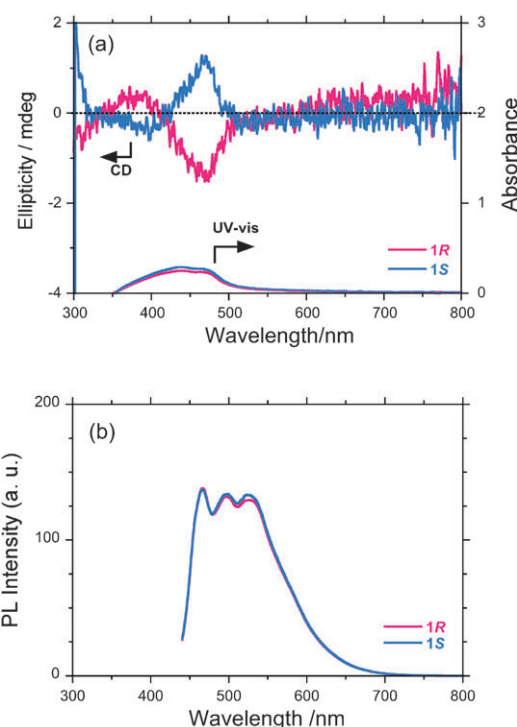 2
3
(a)
Ellipticity / mdeg
0
-2
-4
CD
UV-vis
2
1
0
Absorbance
1R
1S
300 400 500 600 700 800
Wavelength/nm
200
(b)
PL Intensity (a. u.)
100
0
1R
1S
300 400 500 600 700 800
Wavelength /nm